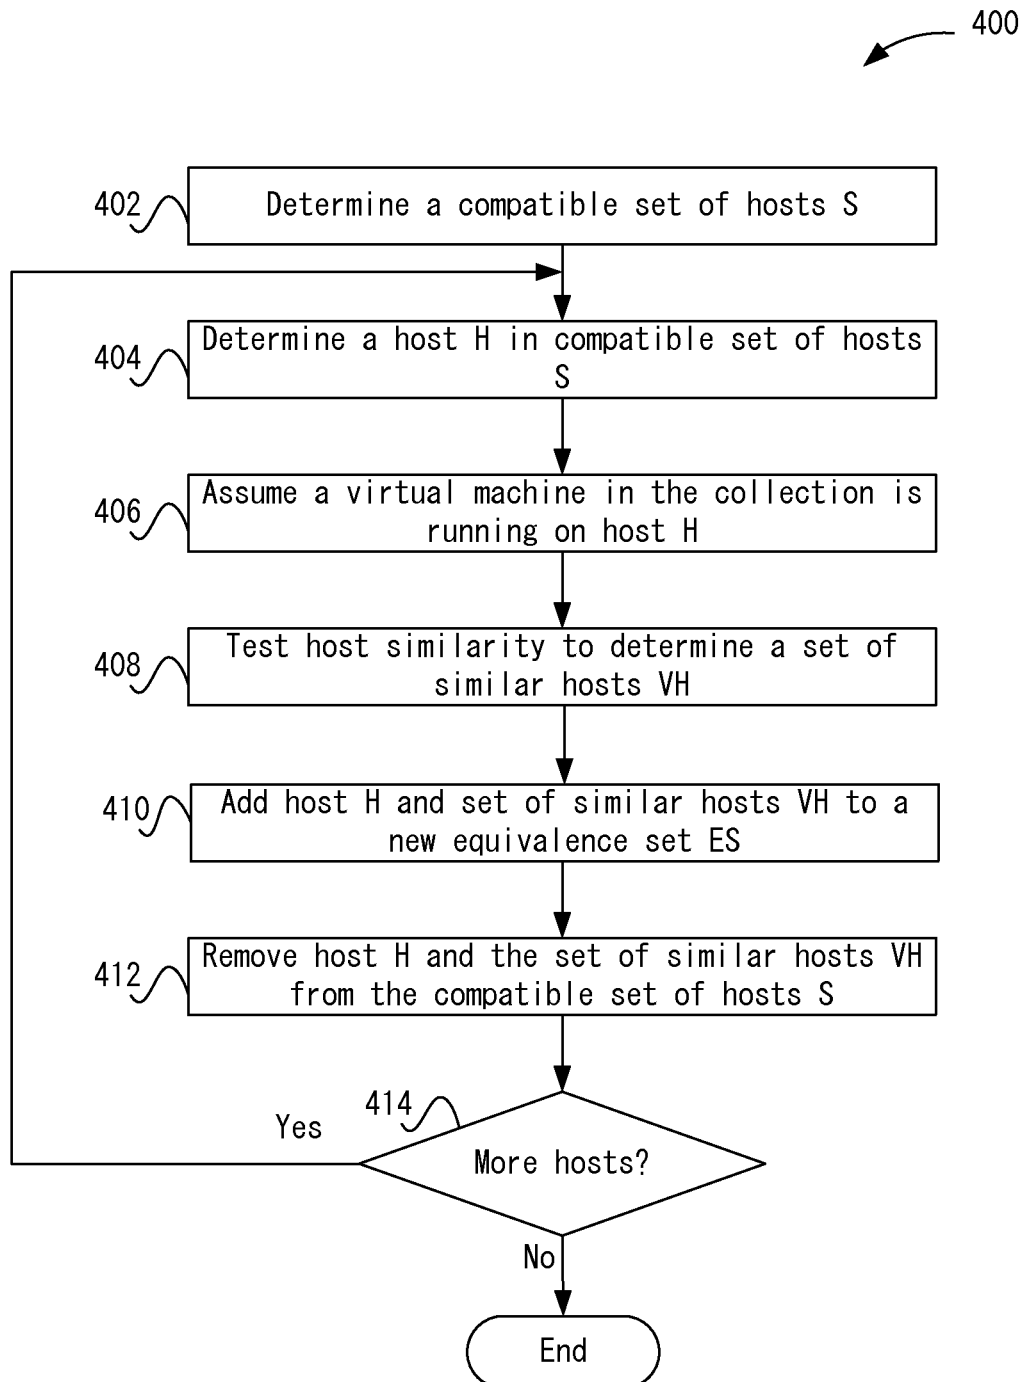 400
402
Determine a compatible set of hosts S
404
Determine a host H in compatible set of hosts
S
406
Assume a virtual machine in the collection is
running on host H
408
Test host similarity to determine a set of
similar hosts VH
410
Add host H and set of similar hosts VH to a
new equivalence set ES
412
Remove host H and the set of similar hosts VH
from the compatible set of hosts S
414
Yes
More hosts?
No
End